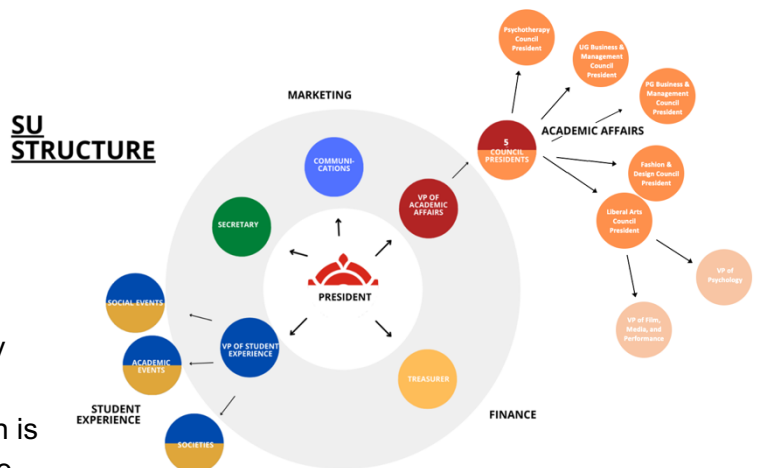 SU
STRUCTURE
MARKETING
COMMUNI-
CATIONS
SECRETARY
VP OF
ACADEMIC
AFFAIRS
PRESIDENT
VP OF STUDENT
EXPERIENCE
TREASURER
FINANCE
SOCIAL EVENTS
ACADEMIC
EVENTS
SOCIETIES
STUDENT
EXPERIENCE
5
COUNCIL
PRESIDENTS
ACADEMIC AFFAIRS
Psychotherapy
Council
President
UG Business &
Management
Council
President
PG Business &
Management
Council
President
Fashion &
Design Council
President
Liberal Arts
Council
President
VP of
Psychology
VP of Film,
Media, and
Performance
is